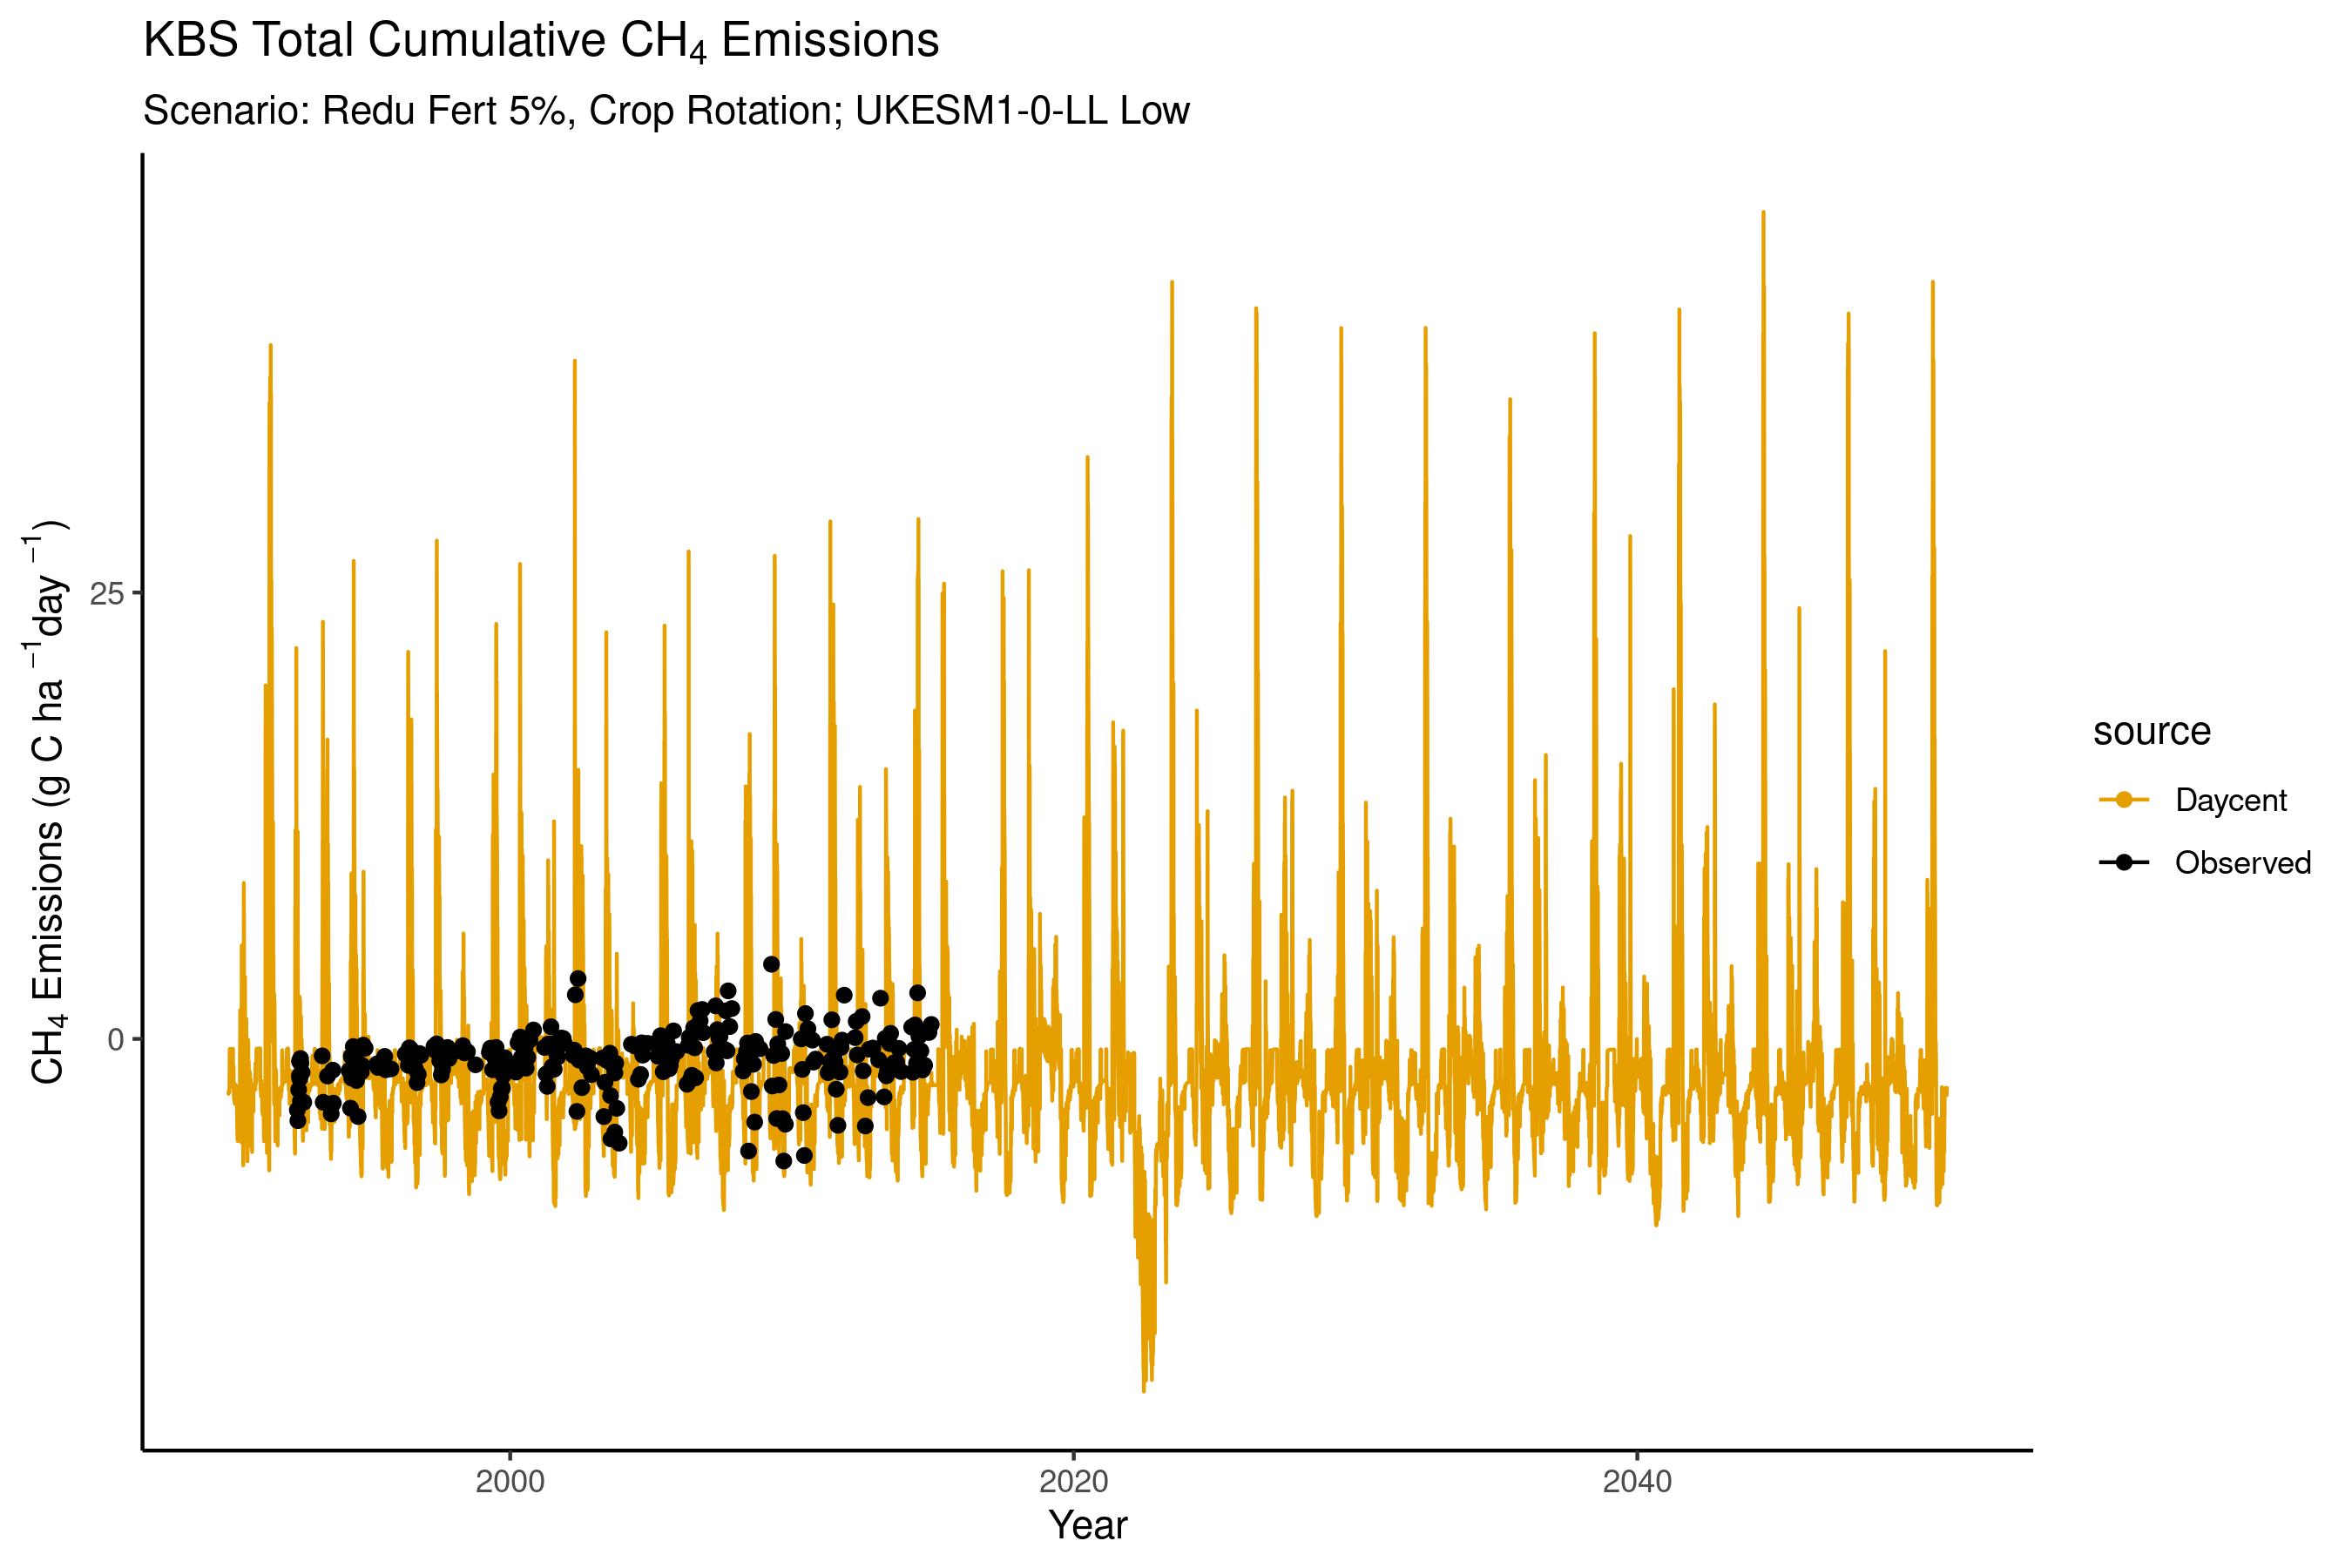 KBS Total Cumulative CH₄ Emissions
Scenario: Redu Fert 5%, Crop Rotation; UKESM1-0-LL Low
CH₄ Emissions (g C ha ⁻¹day ⁻¹)
25
0
2000
2020
2040
Year
source
Daycent
Observed